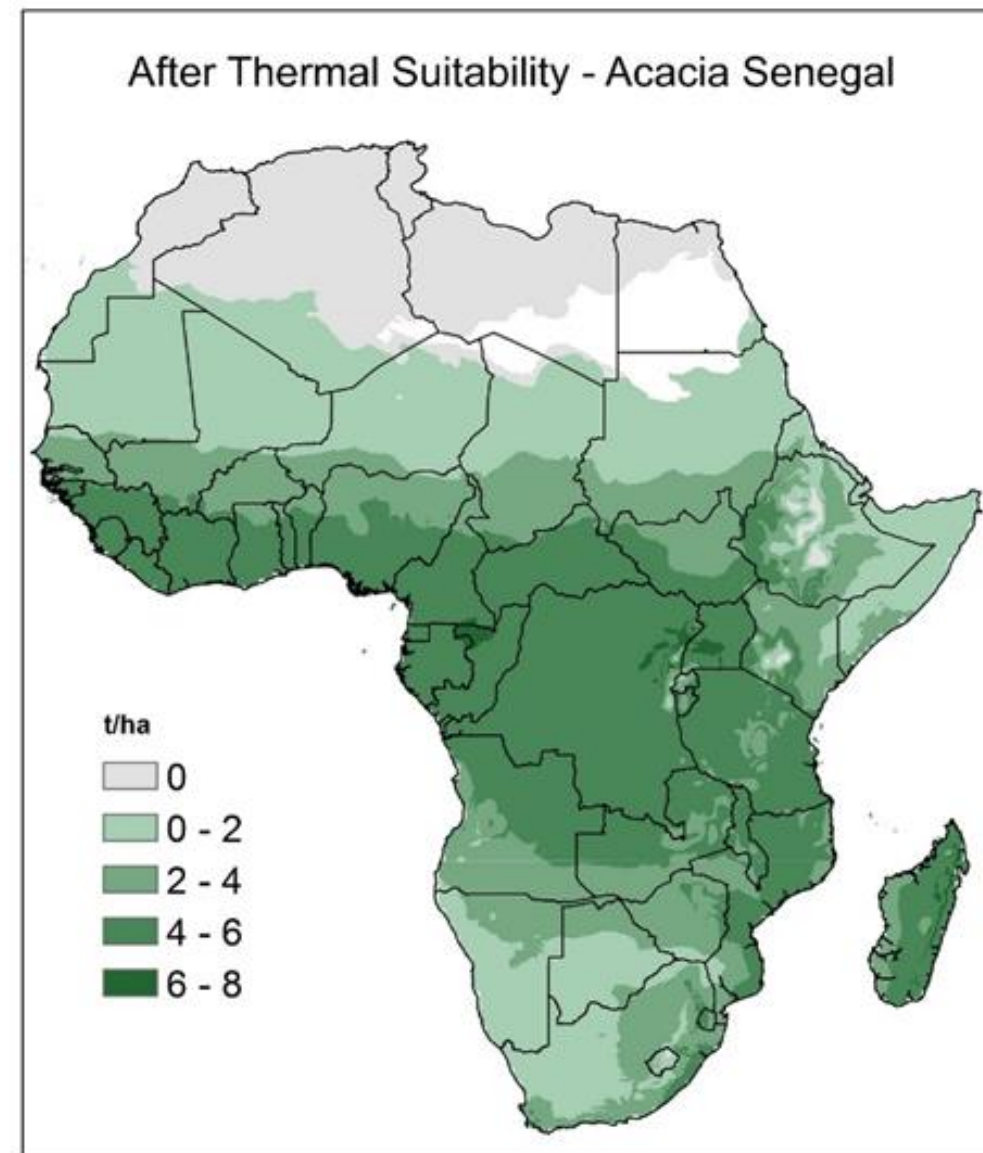 After Thermal Suitability - Acacia Senegal
t/ha
0
0 - 2
2 - 4
4 - 6
6 - 8